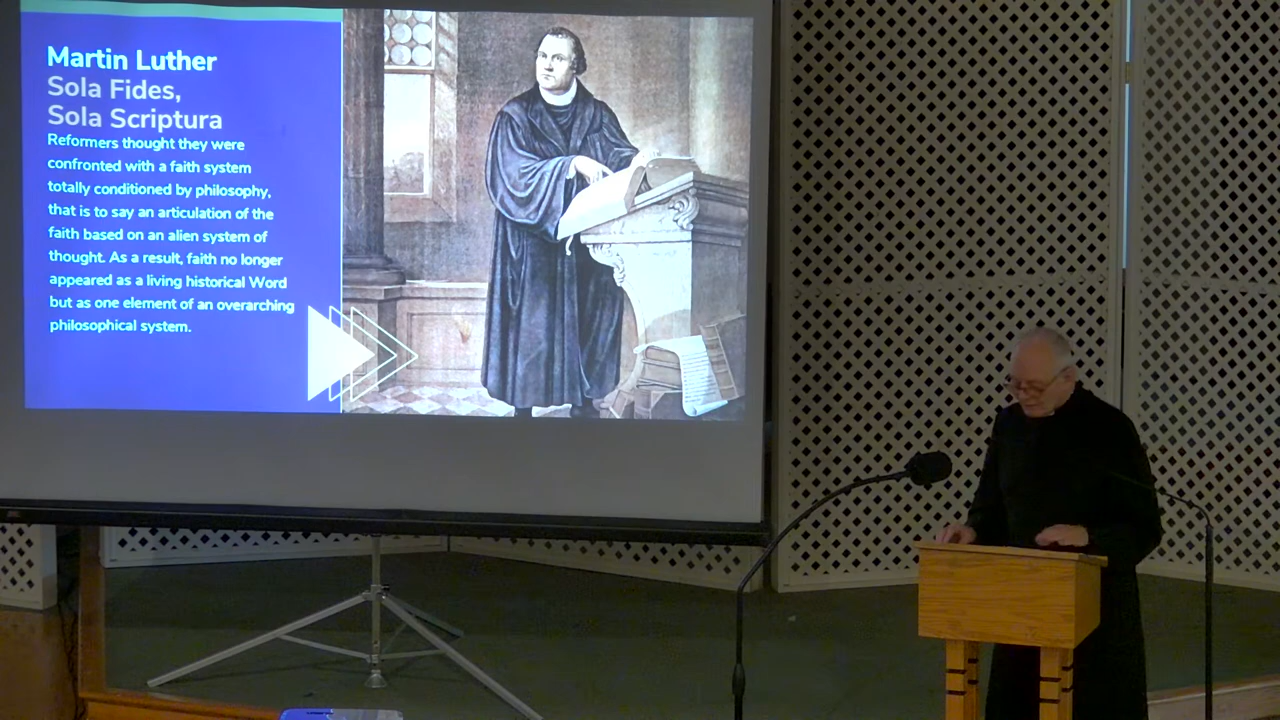 Martin Luther
Sola Fides,
Sola Scriptura
Reformers thought they were
confronted with a faith system
totally conditioned by philosophy,
that is to say an articulation of the
faith based on an alien system of
thought. As a result, faith no longer
appeared as a living historical Word
but as one element of an overarching
philosophical system.